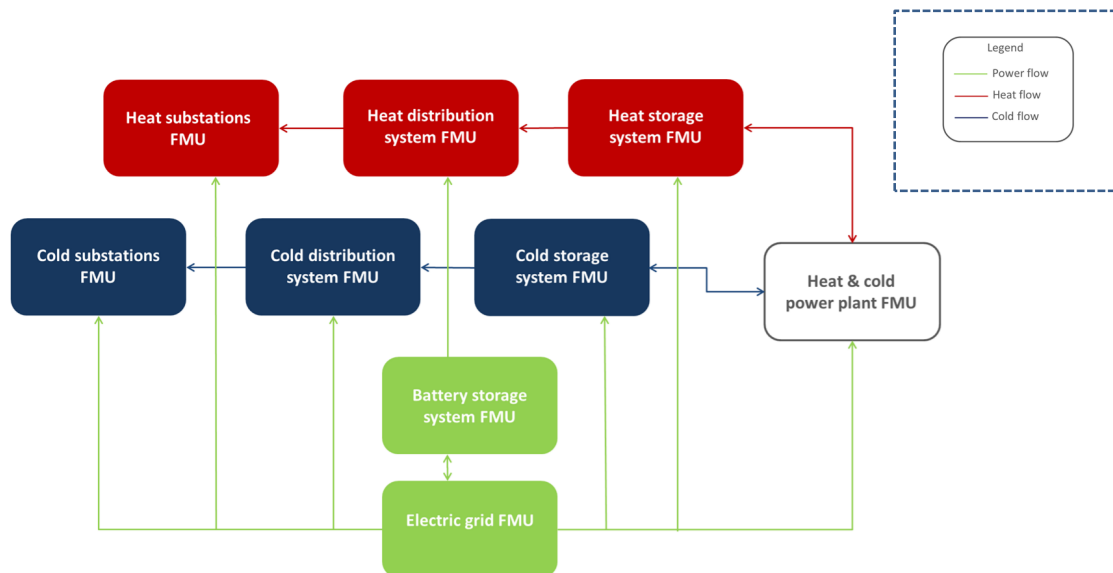 Legend
Power flow
Heat flow
Cold flow
Heat substations
FMU
Heat distribution
system FMU
Heat storage
system FMU
Cold substations
FMU
Cold distribution
system FMU
Cold storage
system FMU
Heat & cold
power plant FMU
Battery storage
system FMU
Electric grid FMU